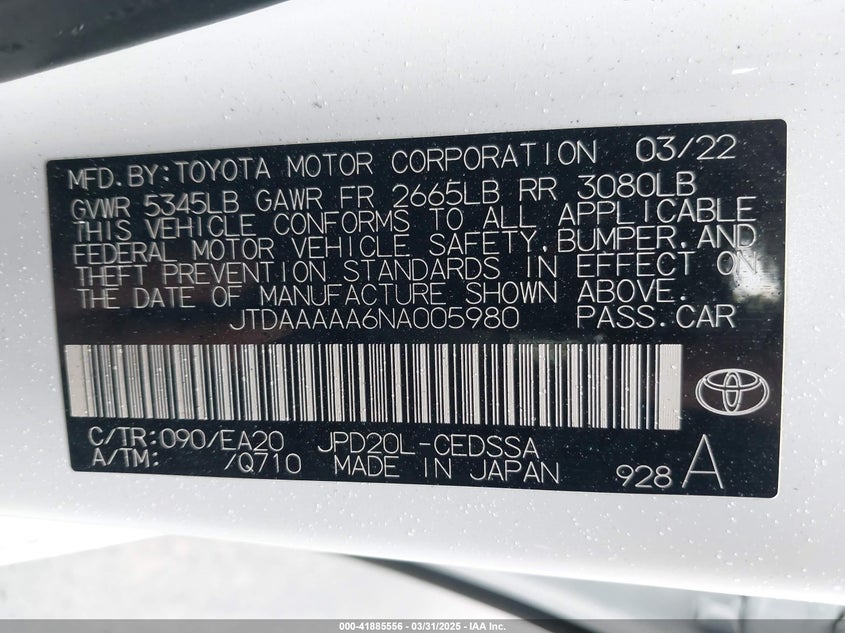 MFD.BY:TOYOTA MOTOR CORPORATION 03/22
GVWR 5345LB GAWR FR 2665LB RR 3080LB
THIS VEHICLE CONFORMS TO ALL APPLICABLE
FEDERAL MOTOR VEHICLE SAFETY,BUMPER,AND
THEFT PREVENTION STANDARDS IN EFFECT ON
THE DATE OF MANUFACTURE SHOWN ABOVE.
JTDAAAAA6NA005980 PASS.CAR
C/TR:090/EA20 JPD20L-CEDSSA
A/TM: /Q710 MADE IN JAPAN 928 A
000-41885556 - 03/31/2025 - IAA Inc.